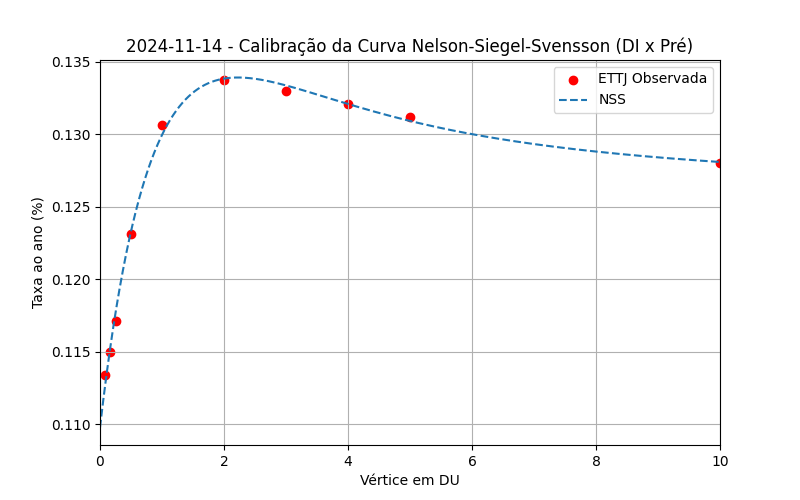 2024-11-14 - Calibração da Curva Nelson-Siegel-Svensson (DI x Pré)
ETTJ Observada
NSS
Taxa ao ano (%)
0.135
0.130
0.125
0.120
0.115
0.110
0 2 4 6 8 10
Vértice em DU